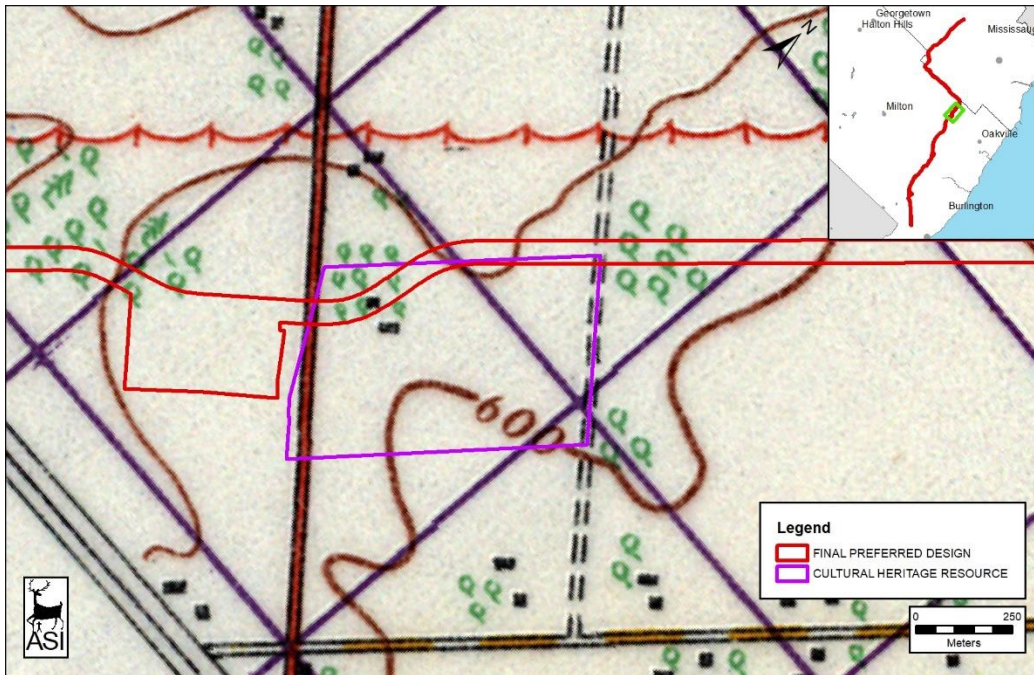 N
Georgetown
Halton Hills
Mississau
Milton
Oakville
Burlington
600
Legend
FINAL PREFERRED DESIGN
CULTURAL HERITAGE RESOURCE
0 250
Meters
ASI